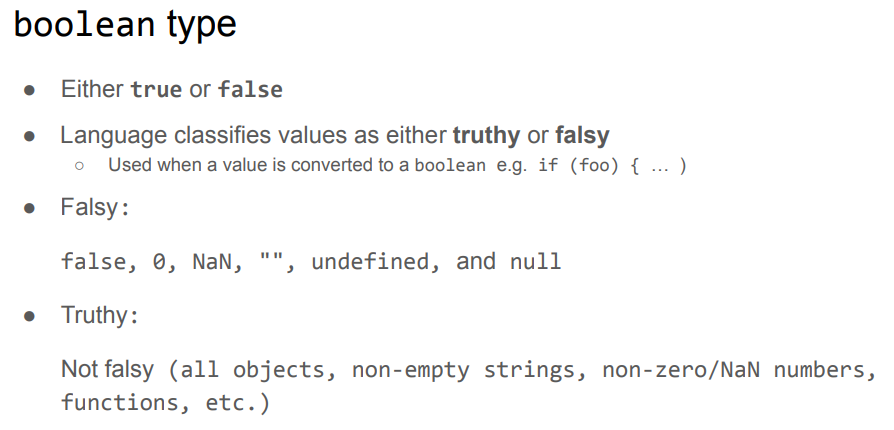 boolean type
● Either true or false
● Language classifies values as either truthy or falsy
○ Used when a value is converted to a boolean e.g. if (foo) { … )
● Falsy:
false, 0, NaN, "", undefined, and null
● Truthy:
Not falsy (all objects, non-empty strings, non-zero/NaN numbers,
functions, etc.)